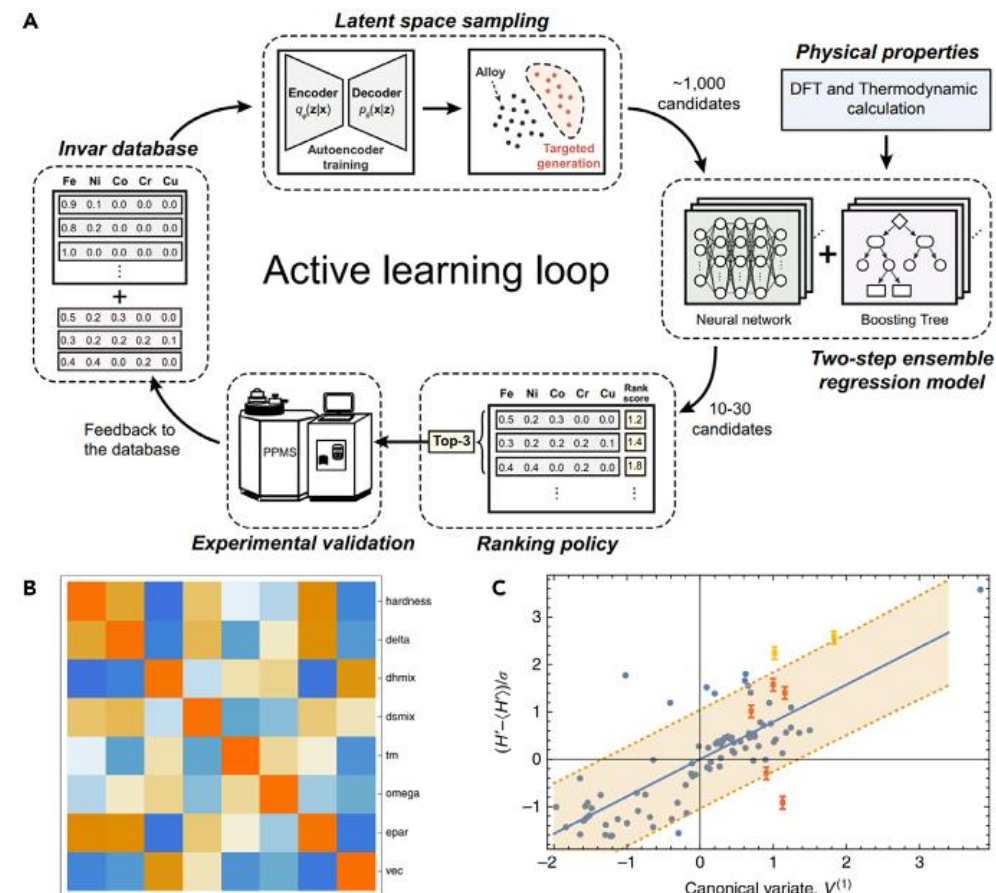 A
Latent space sampling
Encoder
qφ(z|x)
Decoder
pθ(x|z)
Autoencoder
training
Alloy
Targeted
generation
~1,000
candidates
Physical properties
DFT and Thermodynamic
calculation
Invar database
Fe Ni Co Cr Cu
0.9 0.1 0.0 0.0 0.0
0.8 0.2 0.0 0.0 0.0
1.0 0.0 0.0 0.0 0.0
⋮
+
0.5 0.2 0.3 0.0 0.0
0.3 0.2 0.2 0.2 0.1
0.4 0.4 0.0 0.2 0.0
Active learning loop
+
Neural network
Boosting Tree
Two-step ensemble
regression model
10-30
candidates
Fe Ni Co Cr Cu Rank score
0.5 0.2 0.3 0.0 0.0 1.2
0.3 0.2 0.2 0.2 0.1 1.4
0.4 0.4 0.0 0.2 0.0 1.8
⋮ ⋮
Top-3
Ranking policy
PPMS
Experimental validation
Feedback to
the database
B
hardness
delta
dhmix
dsmix
tm
omega
epar
vec
C
(H′−⟨H′⟩)/σ
3
2
1
0
−1
−2 −1 0 1 2 3
Canonical variate, V(1)